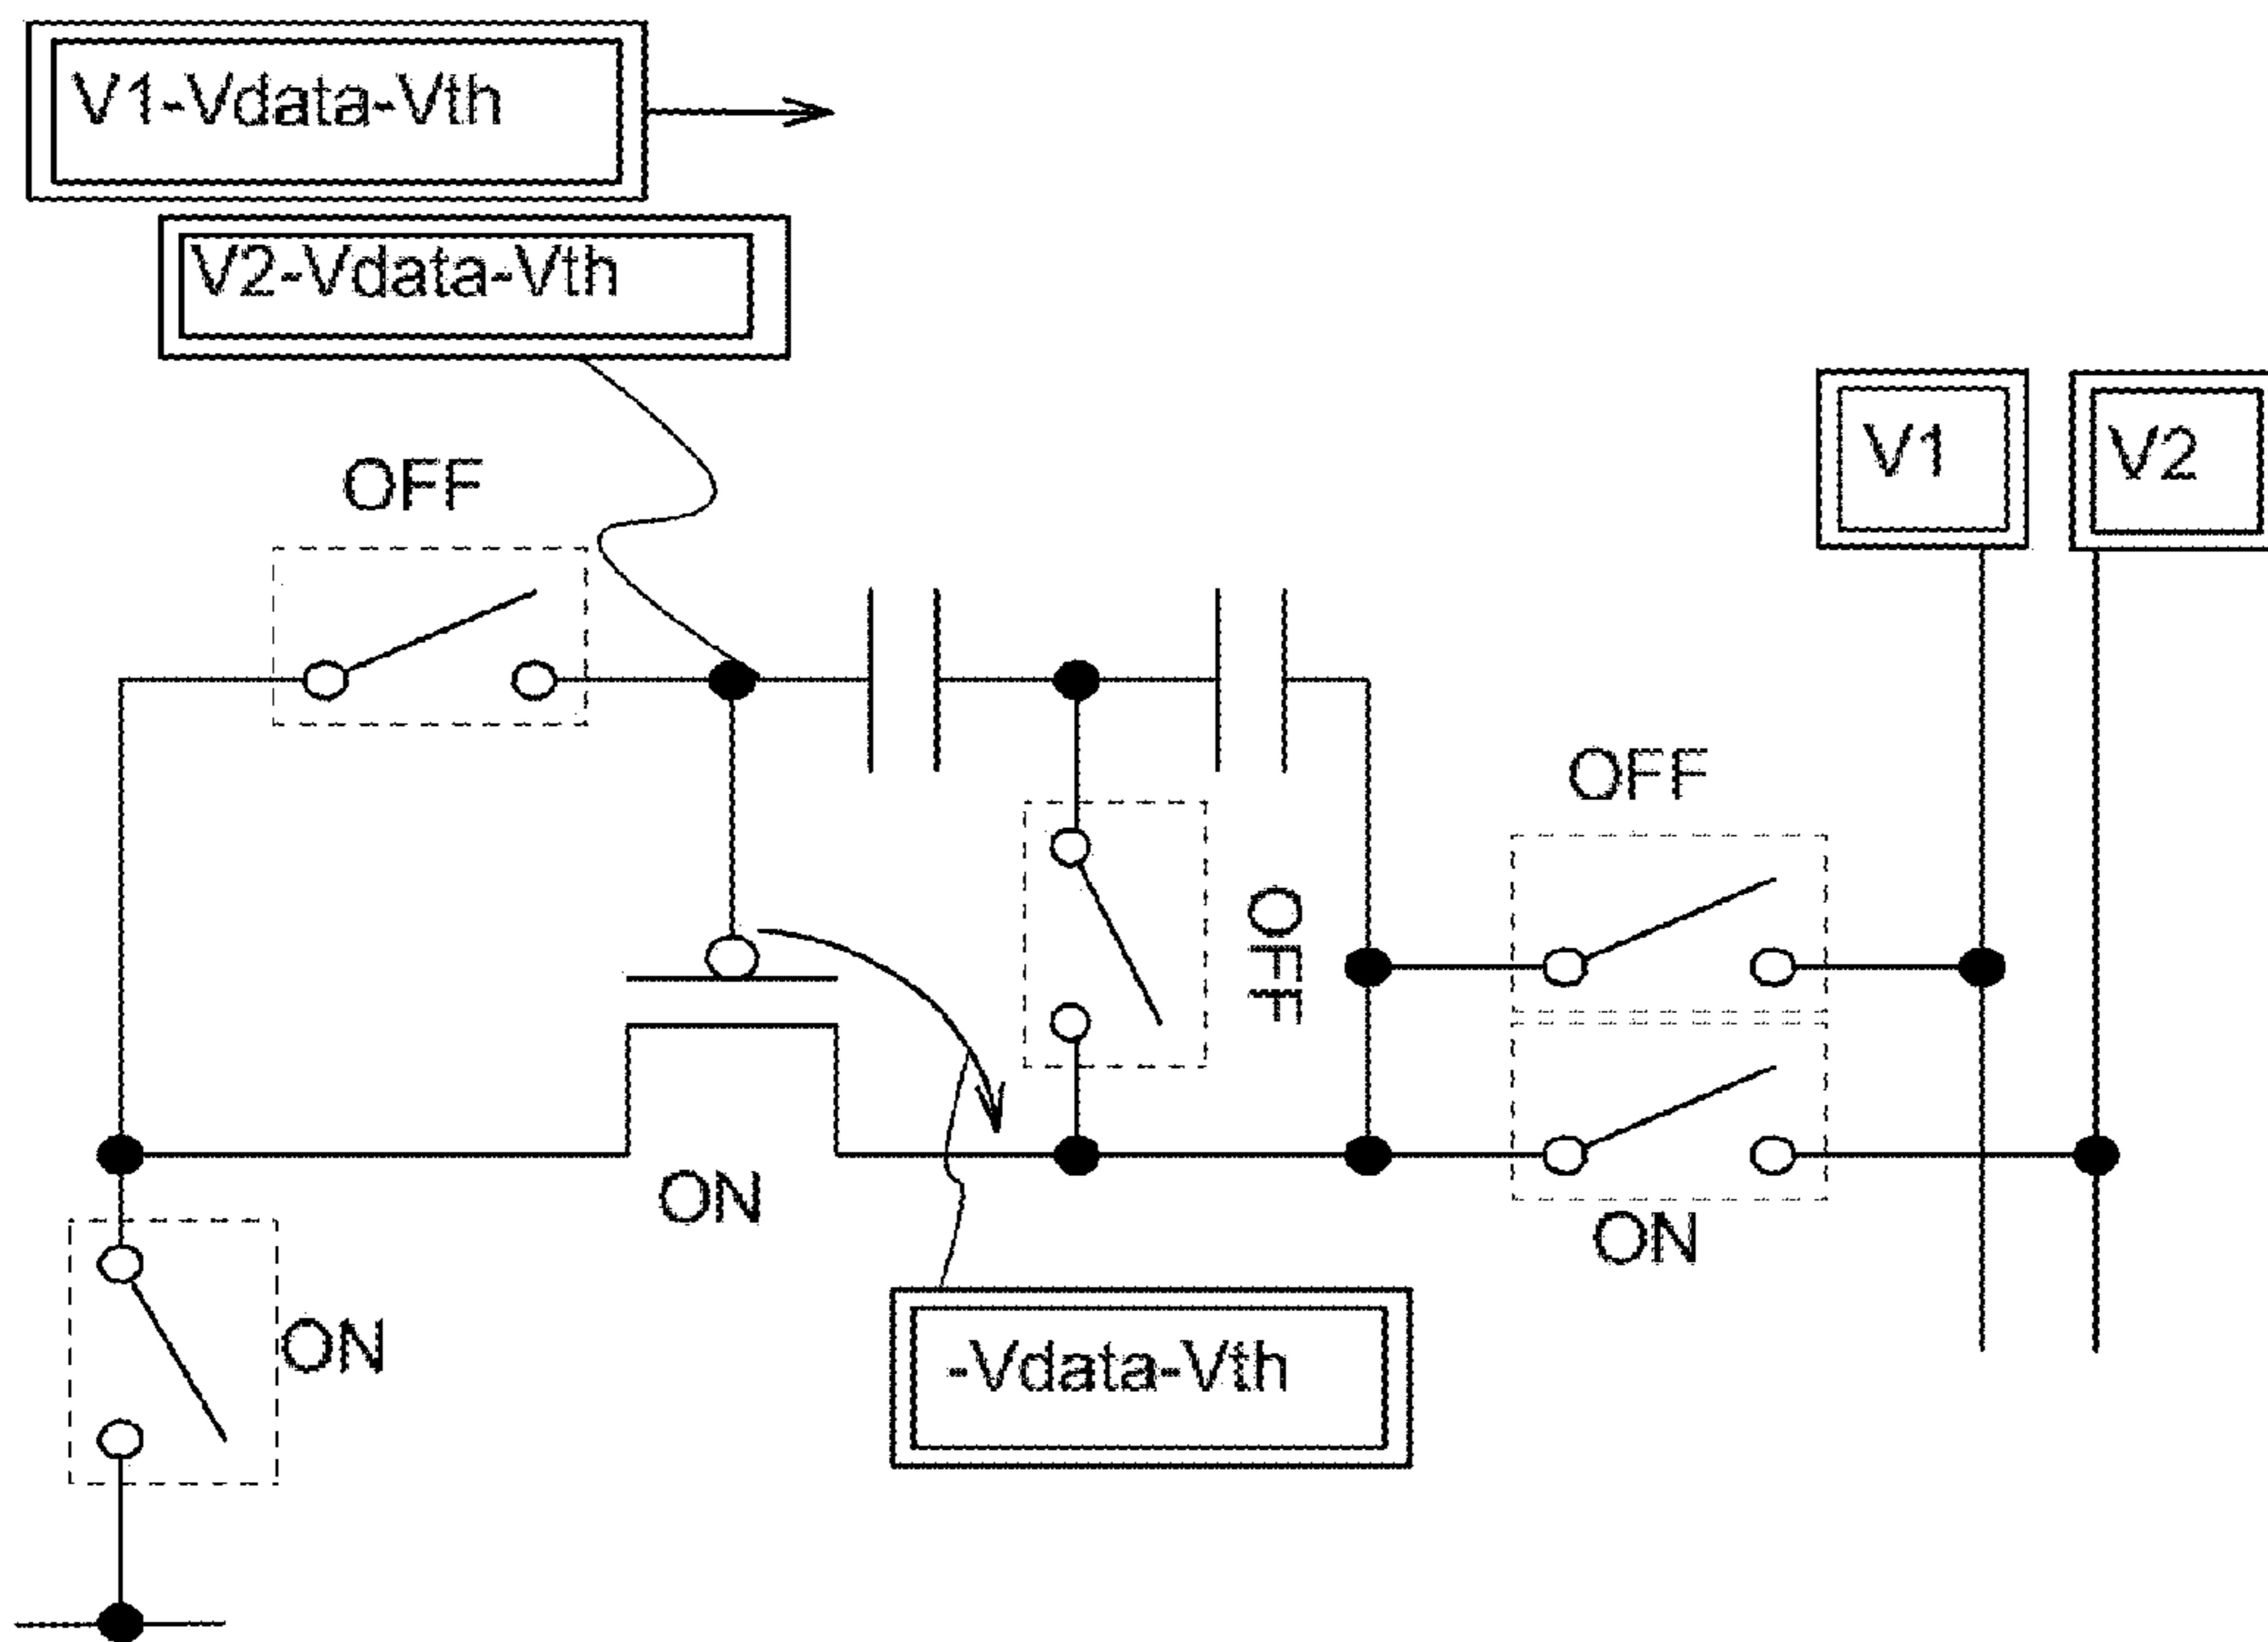 V1-Vdata-Vth
V2-Vdata-Vth
V1
V2
OFF
OFF
OFF
ON
ON
ON
-Vdata-Vth